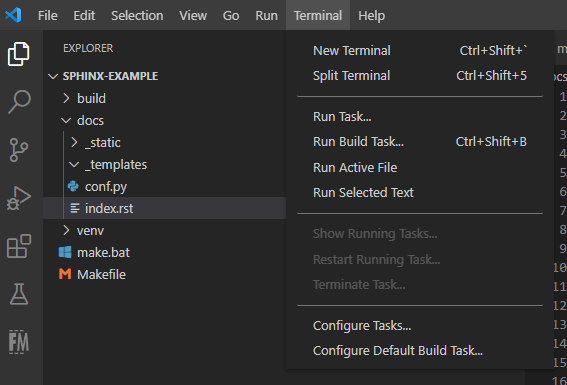 File Edit Selection View Go Run Terminal Help
EXPLORER
SPHINX-EXAMPLE
build
docs
_static
_templates
conf.py
index.rst
venv
make.bat
Makefile
New Terminal Ctrl+Shift+`
Split Terminal Ctrl+Shift+5
Run Task...
Run Build Task... Ctrl+Shift+B
Run Active File
Run Selected Text
Show Running Tasks...
Restart Running Task...
Terminate Task...
Configure Tasks...
Configure Default Build Task...
FM
m
ocs
1
2
3
4
5
6
7
8
9
10
11
12
13
14
15
16